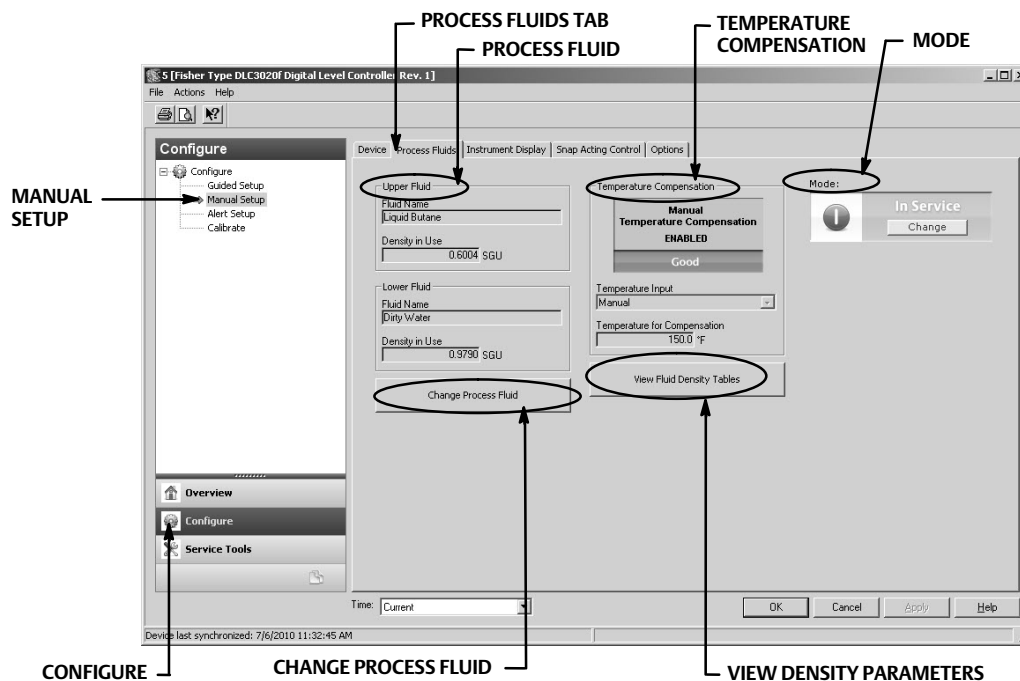 PROCESS FLUIDS TAB
PROCESS FLUID
TEMPERATURE
COMPENSATION
MODE
5 [Fisher Type DLC3020f Digital Level Controller Rev. 1]
File Actions Help
Configure
Configure
Guided Setup
Manual Setup
Alert Setup
Calibrate
MANUAL
SETUP
Device Process Fluids Instrument Display Snap Acting Control Options
Upper Fluid
Fluid Name
Liquid Butane
Density in Use
0.6004 SGU
Lower Fluid
Fluid Name
Dirty Water
Density in Use
0.9790 SGU
Change Process Fluid
Temperature Compensation
Manual
Temperature Compensation
ENABLED
Good
Temperature Input
Manual
Temperature for Compensation
150.0 °F
View Fluid Density Tables
Mode:
In Service
Change
Overview
Configure
Service Tools
Time: Current
OK Cancel Apply Help
Device last synchronized: 7/6/2010 11:32:45 AM
CONFIGURE
CHANGE PROCESS FLUID
VIEW DENSITY PARAMETERS